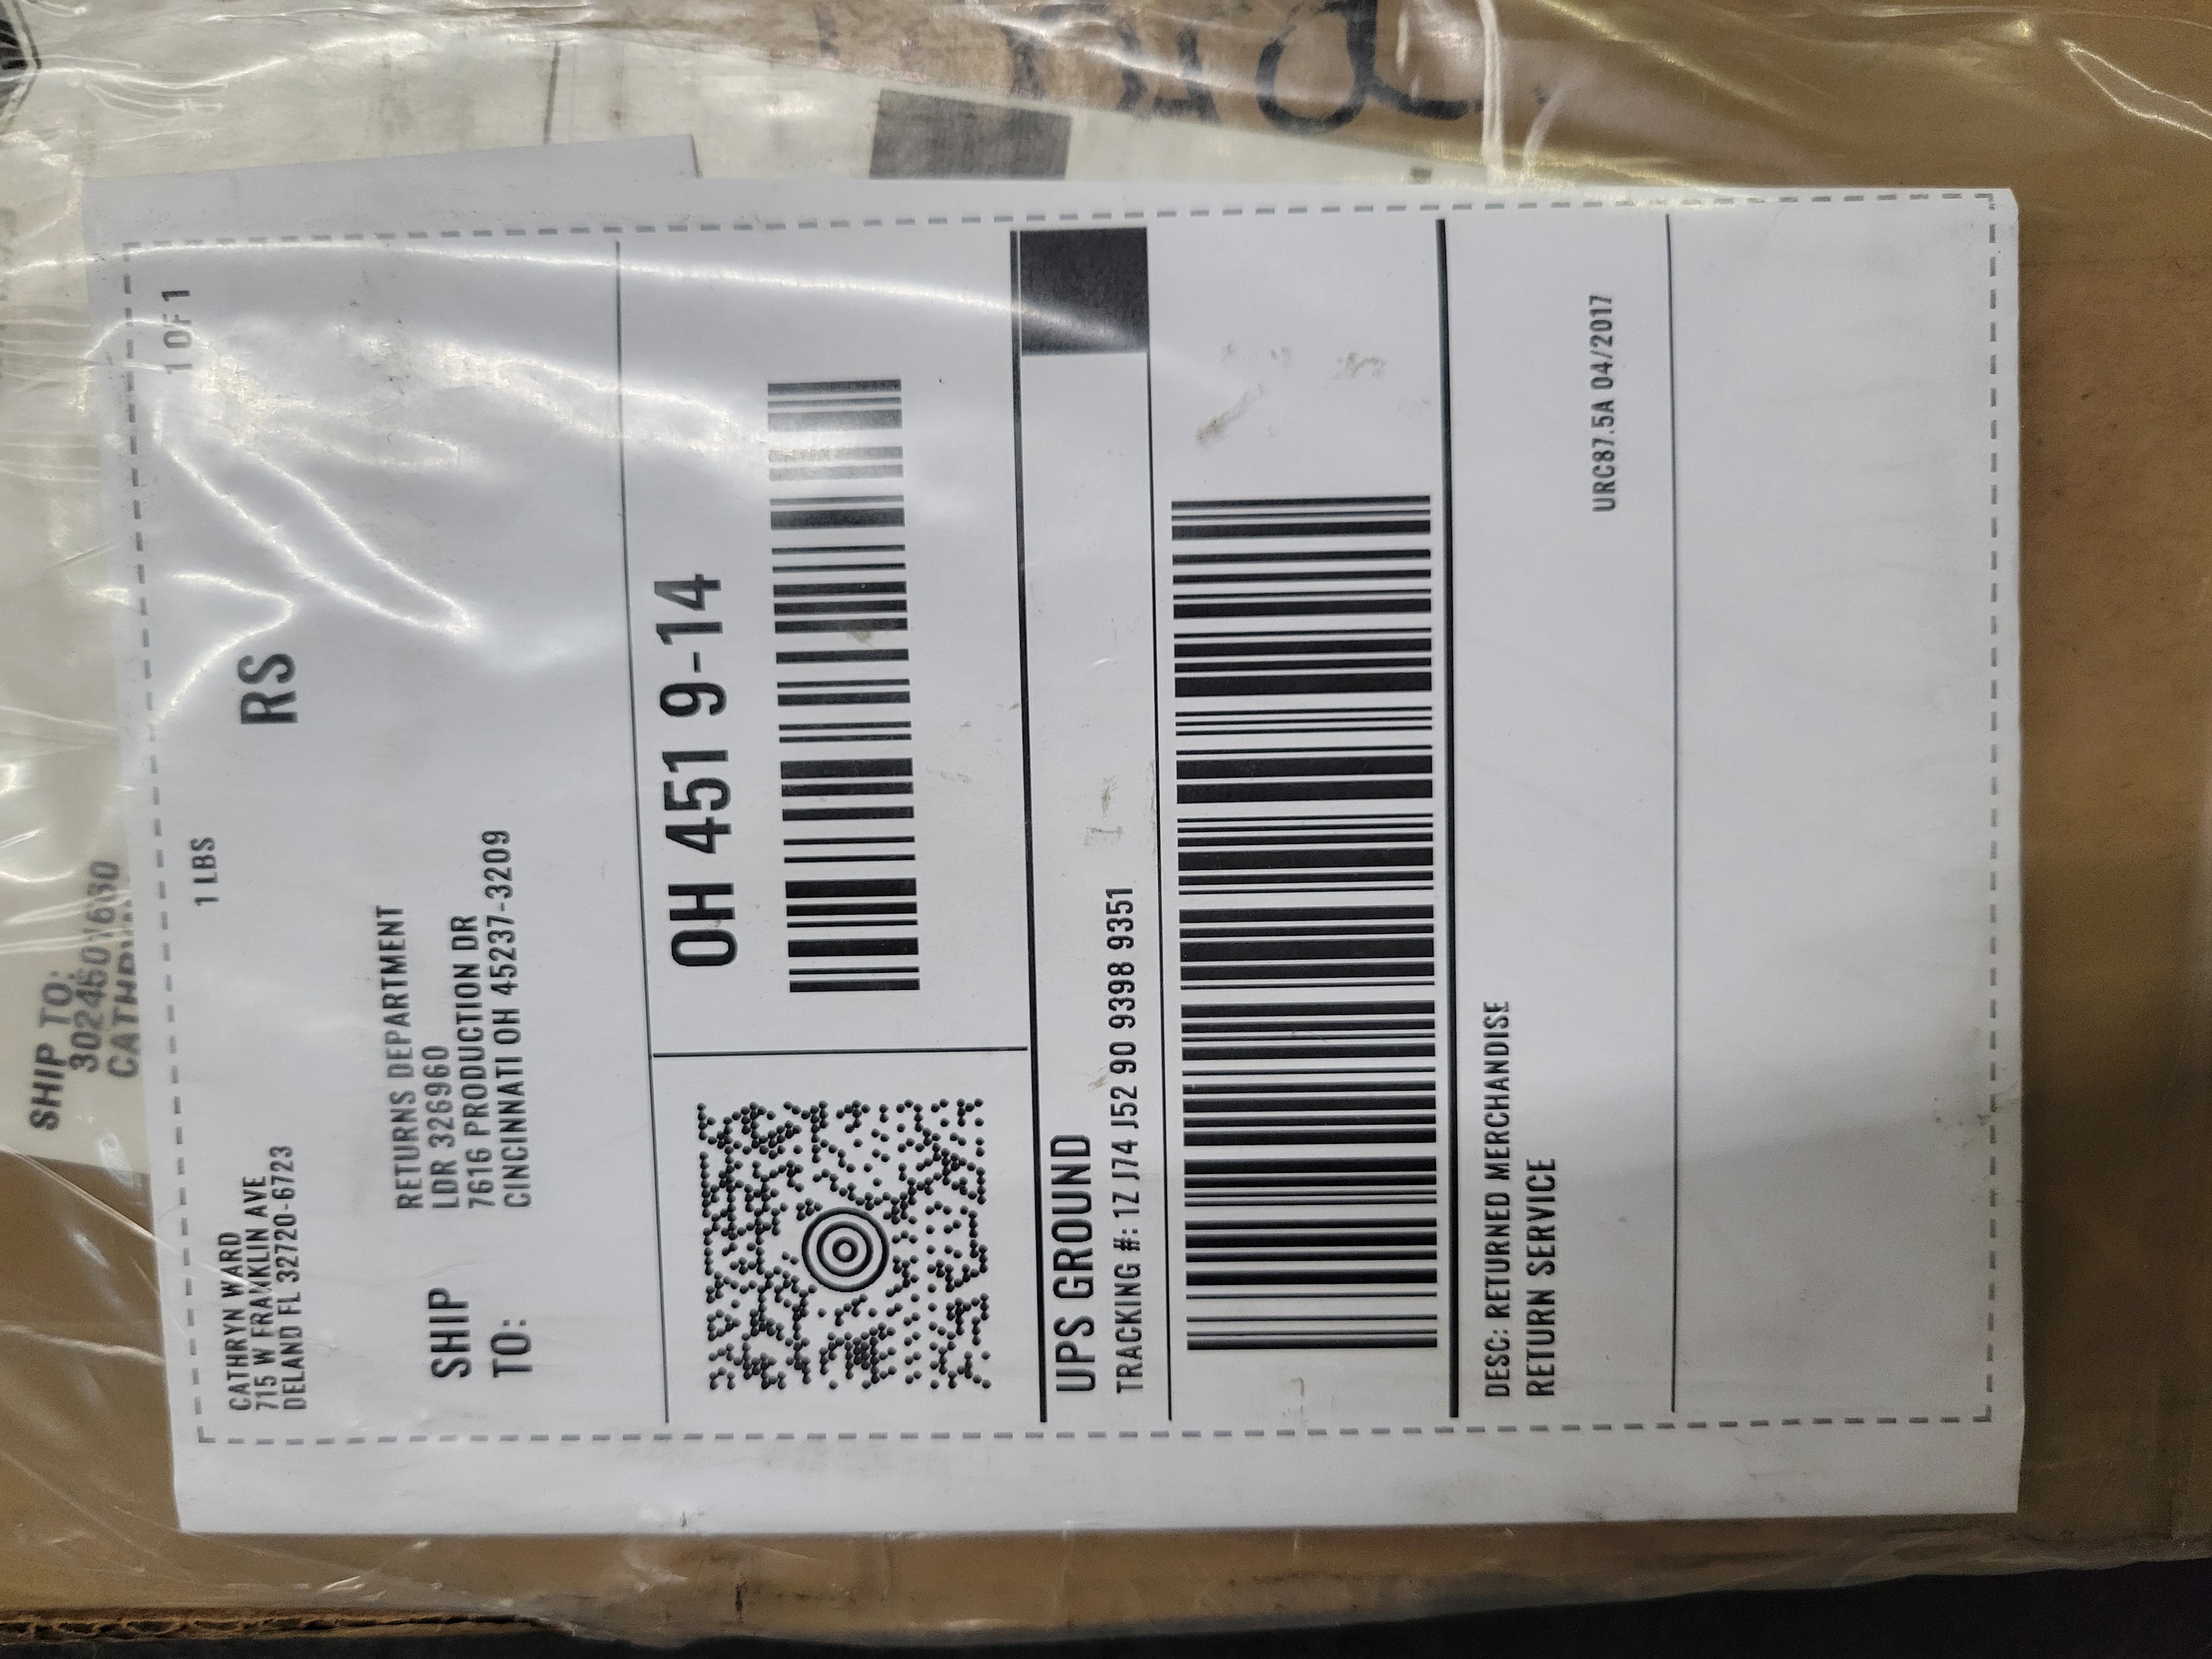 SHIP TO:
CATHRYN WARD
715 W FRANKLIN AVE
DELAND FL 32720-6723
1 LBS
1 OF 1
RS
SHIP
TO:
RETURNS DEPARTMENT
LDR 326960
7616 PRODUCTION DR
CINCINNATI OH 45237-3209
OH 451 9-14
UPS GROUND
TRACKING #: 1Z J74 J52 90 9398 9351
DESC: RETURNED MERCHANDISE
RETURN SERVICE
URC87.5A 04/2017